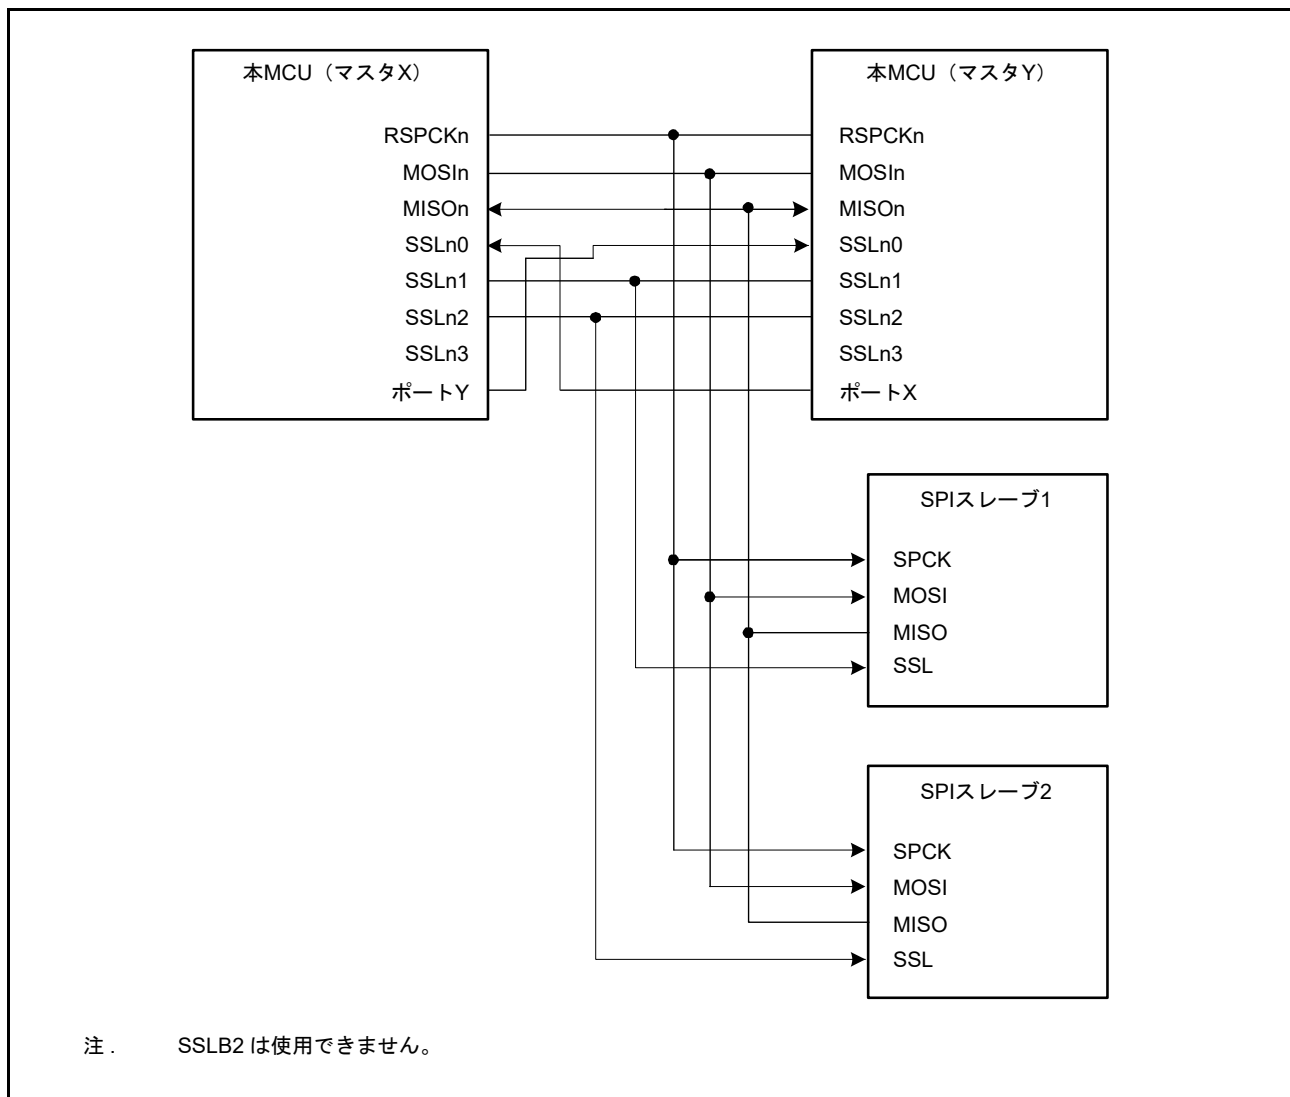 本MCU（マスタX）
RSPCKn
MOSIn
MISOn
SSLn0
SSLn1
SSLn2
SSLn3
ポートY
本MCU（マスタY）
RSPCKn
MOSIn
MISOn
SSLn0
SSLn1
SSLn2
SSLn3
ポートX
SPIスレーブ1
SPCK
MOSI
MISO
SSL
SPIスレーブ2
SPCK
MOSI
MISO
SSL
注 . SSLB2 は使用できません。